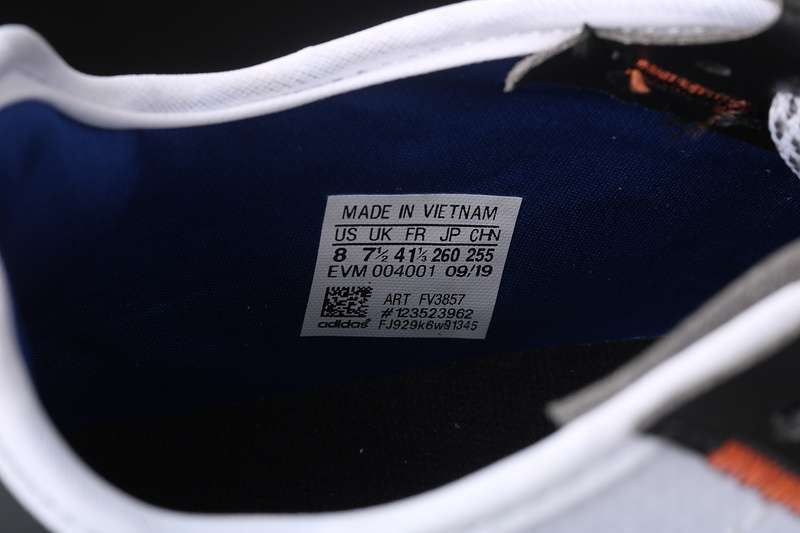 MADE IN VIETNAM
US UK FR JP CHN
8 7½ 41⅓ 260 255
EVM 004001 09/19
ART FV3857
#123523962
adidas FJ929k6w91345